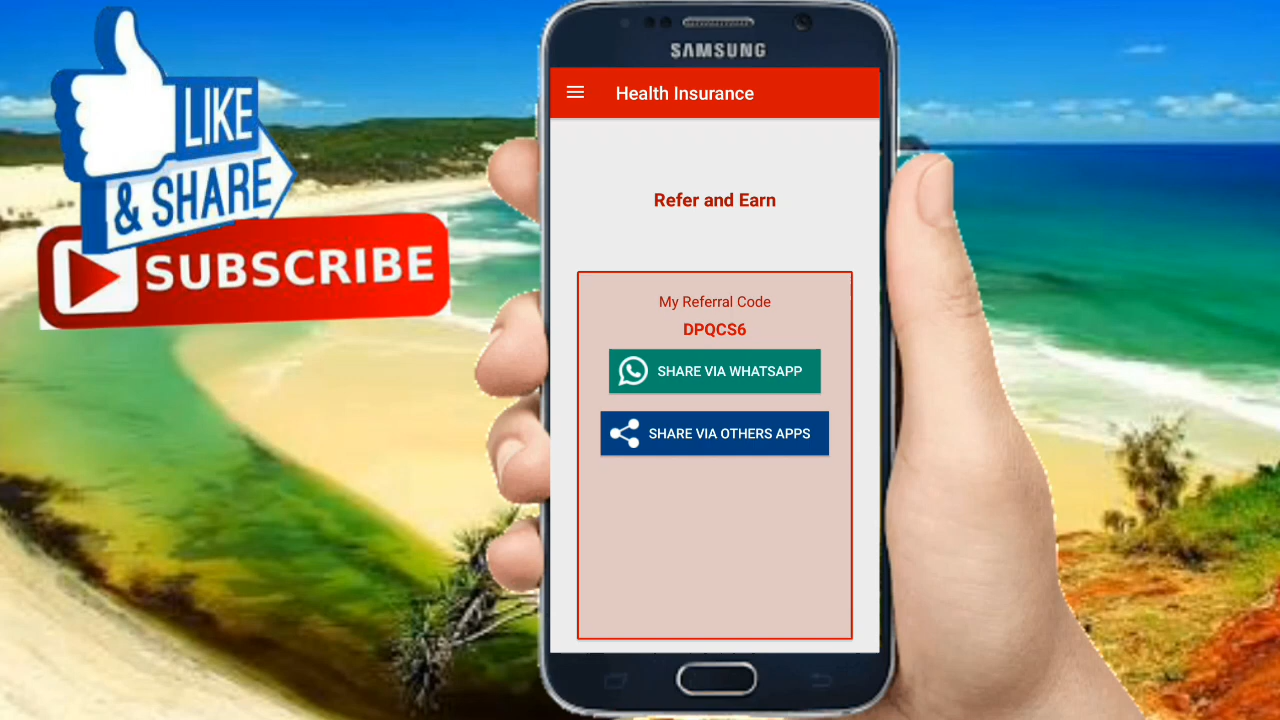 LIKE
& SHARE
SUBSCRIBE
SAMSUNG
Health Insurance
Refer and Earn
My Referral Code
DPQCS6
SHARE VIA WHATSAPP
SHARE VIA OTHERS APPS